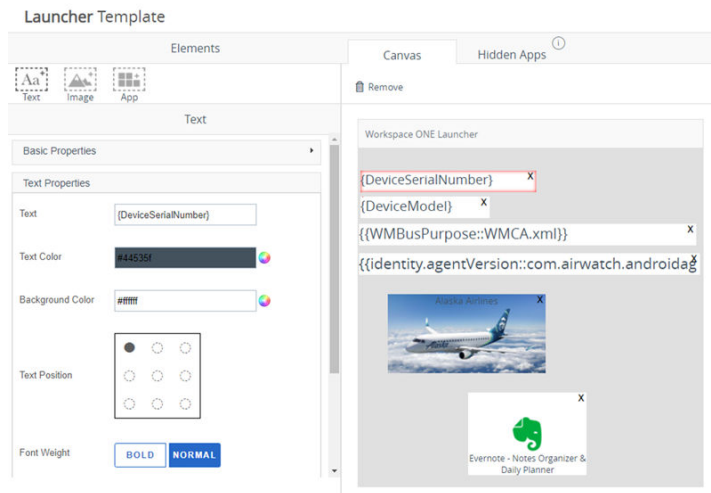 Launcher Template
Elements
Text
Image
App
Text
Basic Properties
Text Properties
Text
{DeviceSerialNumber}
Text Color
#44535f
Background Color
#ffffff
Text Position
Font Weight
BOLD
NORMAL
Canvas
Hidden Apps
Remove
Workspace ONE Launcher
{DeviceSerialNumber}
X
{DeviceModel}
X
{{WMBusPurpose::WMCA.xml}}
X
{{identity.agentVersion::com.airwatch.androidag
X
Alaska Airlines
X
Alaska
X
Evernote - Notes Organizer &
Daily Planner